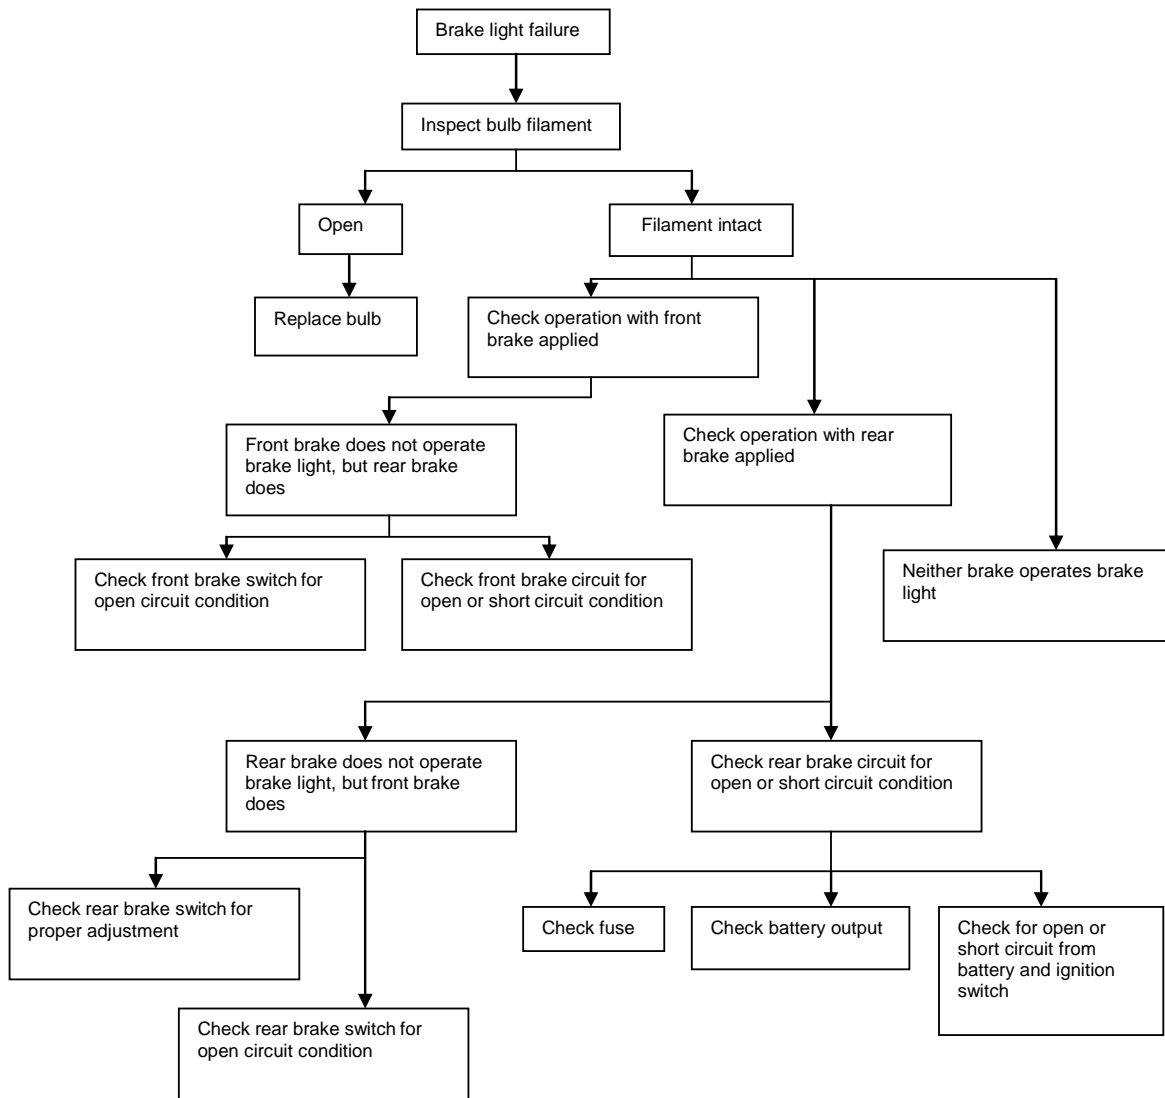 Brake light failure
Inspect bulb filament
Open
Filament intact
Replace bulb
Check operation with front
brake applied
Front brake does not operate
brake light, but rear brake
does
Check operation with rear
brake applied
Check front brake switch for
open circuit condition
Check front brake circuit for
open or short circuit condition
Neither brake operates brake
light
Rear brake does not operate
brake light, but front brake
does
Check rear brake circuit for
open or short circuit condition
Check rear brake switch for
proper adjustment
Check fuse
Check battery output
Check for open or
short circuit from
battery and ignition
switch
Check rear brake switch for
open circuit condition